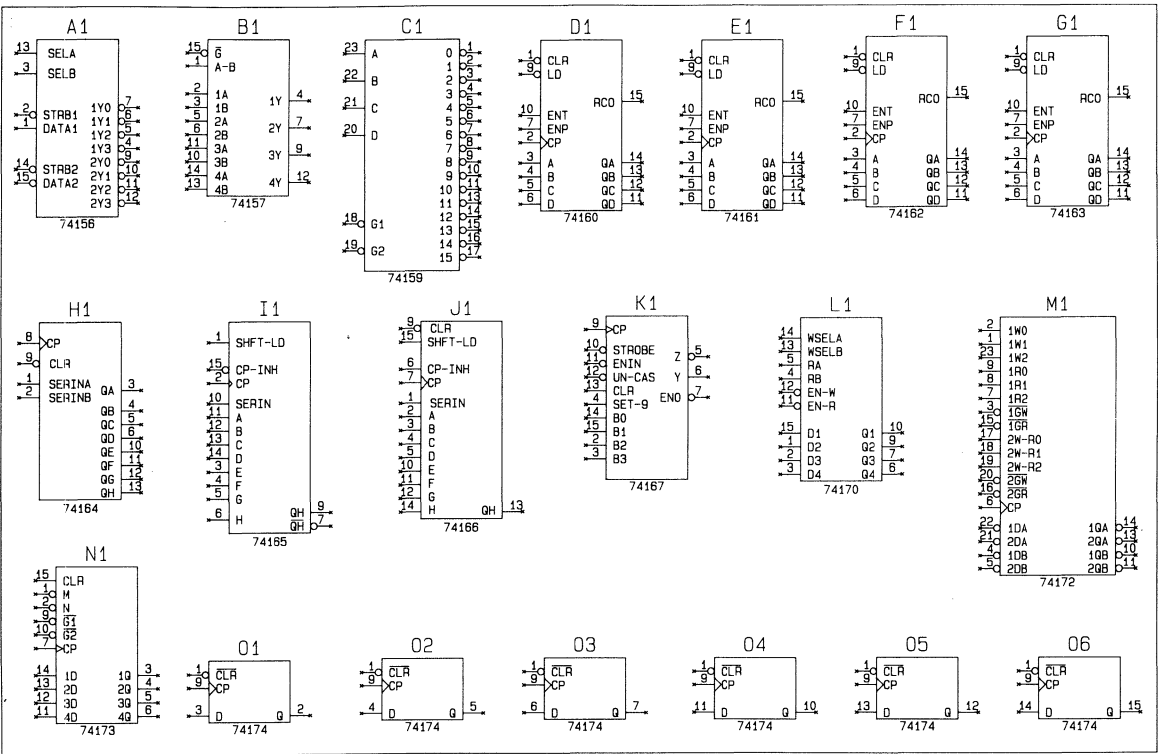 A1
13 SELA
3 SELB
2 STRB1 1Y0 7
1 DATA1 1Y1 6
1Y2 5
1Y3 4
14 STRB2 2Y0 9
15 DATA2 2Y1 10
2Y2 11
2Y3 12
74156
B1
15 G̅
1 A-B
2 1A 1Y 4
3 1B
5 2A 2Y 7
6 2B
11 3A 3Y 9
10 3B
14 4A 4Y 12
13 4B
74157
C1
23 A 0 1
1 2
22 B 2 3
3 4
21 C 4 5
5 6
20 D 6 7
7 8
8 9
9 10
10 11
11 13
12 14
18 G1 13 15
14 16
19 G2 15 17
74159
D1
1 CLR
9 LD
RCO 15
10 ENT
7 ENP
2 CP
3 A QA 14
4 B QB 13
5 C QC 12
6 D QD 11
74160
E1
1 CLR
9 LD
RCO 15
10 ENT
7 ENP
2 CP
3 A QA 14
4 B QB 13
5 C QC 12
6 D QD 11
74161
F1
1 CLR
9 LD
RCO 15
10 ENT
7 ENP
2 CP
3 A QA 14
4 B QB 13
5 C QC 12
6 D QD 11
74162
G1
1 CLR
9 LD
RCO 15
10 ENT
7 ENP
2 CP
3 A QA 14
4 B QB 13
5 C QC 12
6 D QD 11
74163
H1
8 CP
9 CLR
1 SERINA QA 3
2 SERINB
QB 4
QC 5
QD 6
QE 10
QF 11
QG 12
QH 13
74164
I1
1 SHFT-LD
15 CP-INH
2 CP
10 SERIN
11 A
12 B
13 C
14 D
3 E
4 F
5 G
6 H QH 9
Q̅H̅ 7
74165
J1
9 CLR
15 SHFT-LD
6 CP-INH
7 CP
1 SERIN
2 A
3 B
4 C
5 D
10 E
11 F
12 G
14 H QH 13
74166
K1
9 CP
10 STROBE Z 5
11 ENIN
12 UN-CAS Y 6
13 CLR
4 SET-9 ENO 7
14 B0
15 B1
2 B2
3 B3
74167
L1
14 WSELA
13 WSELB
5 RA
4 RB
12 EN-W
11 EN-R
15 D1 Q1 10
1 D2 Q2 9
2 D3 Q3 7
3 D4 Q4 6
74170
M1
2 1W0
1 1W1
23 1W2
9 1R0
8 1R1
7 1R2
3 1G̅W̅
15 1G̅R̅
17 2W-R0
18 2W-R1
19 2W-R2
20 2G̅W̅
16 2G̅R̅
6 CP
22 1DA 1QA 14
21 2DA 2QA 13
4 1DB 1QB 10
5 2DB 2QB 11
74172
N1
15 CLR
1 M
2 N
9 G̅1̅
10 G̅2̅
7 CP
14 1D 1Q 3
13 2D 2Q 4
12 3D 3Q 5
11 4D 4Q 6
74173
O1
1 C̅L̅R̅
9 CP
3 D Q 2
74174
O2
1 C̅L̅R̅
9 CP
4 D Q 5
74174
O3
1 C̅L̅R̅
9 CP
6 D Q 7
74174
O4
1 C̅L̅R̅
9 CP
11 D Q 10
74174
O5
1 C̅L̅R̅
9 CP
13 D Q 12
74174
O6
1 C̅L̅R̅
9 CP
14 D Q 15
74174